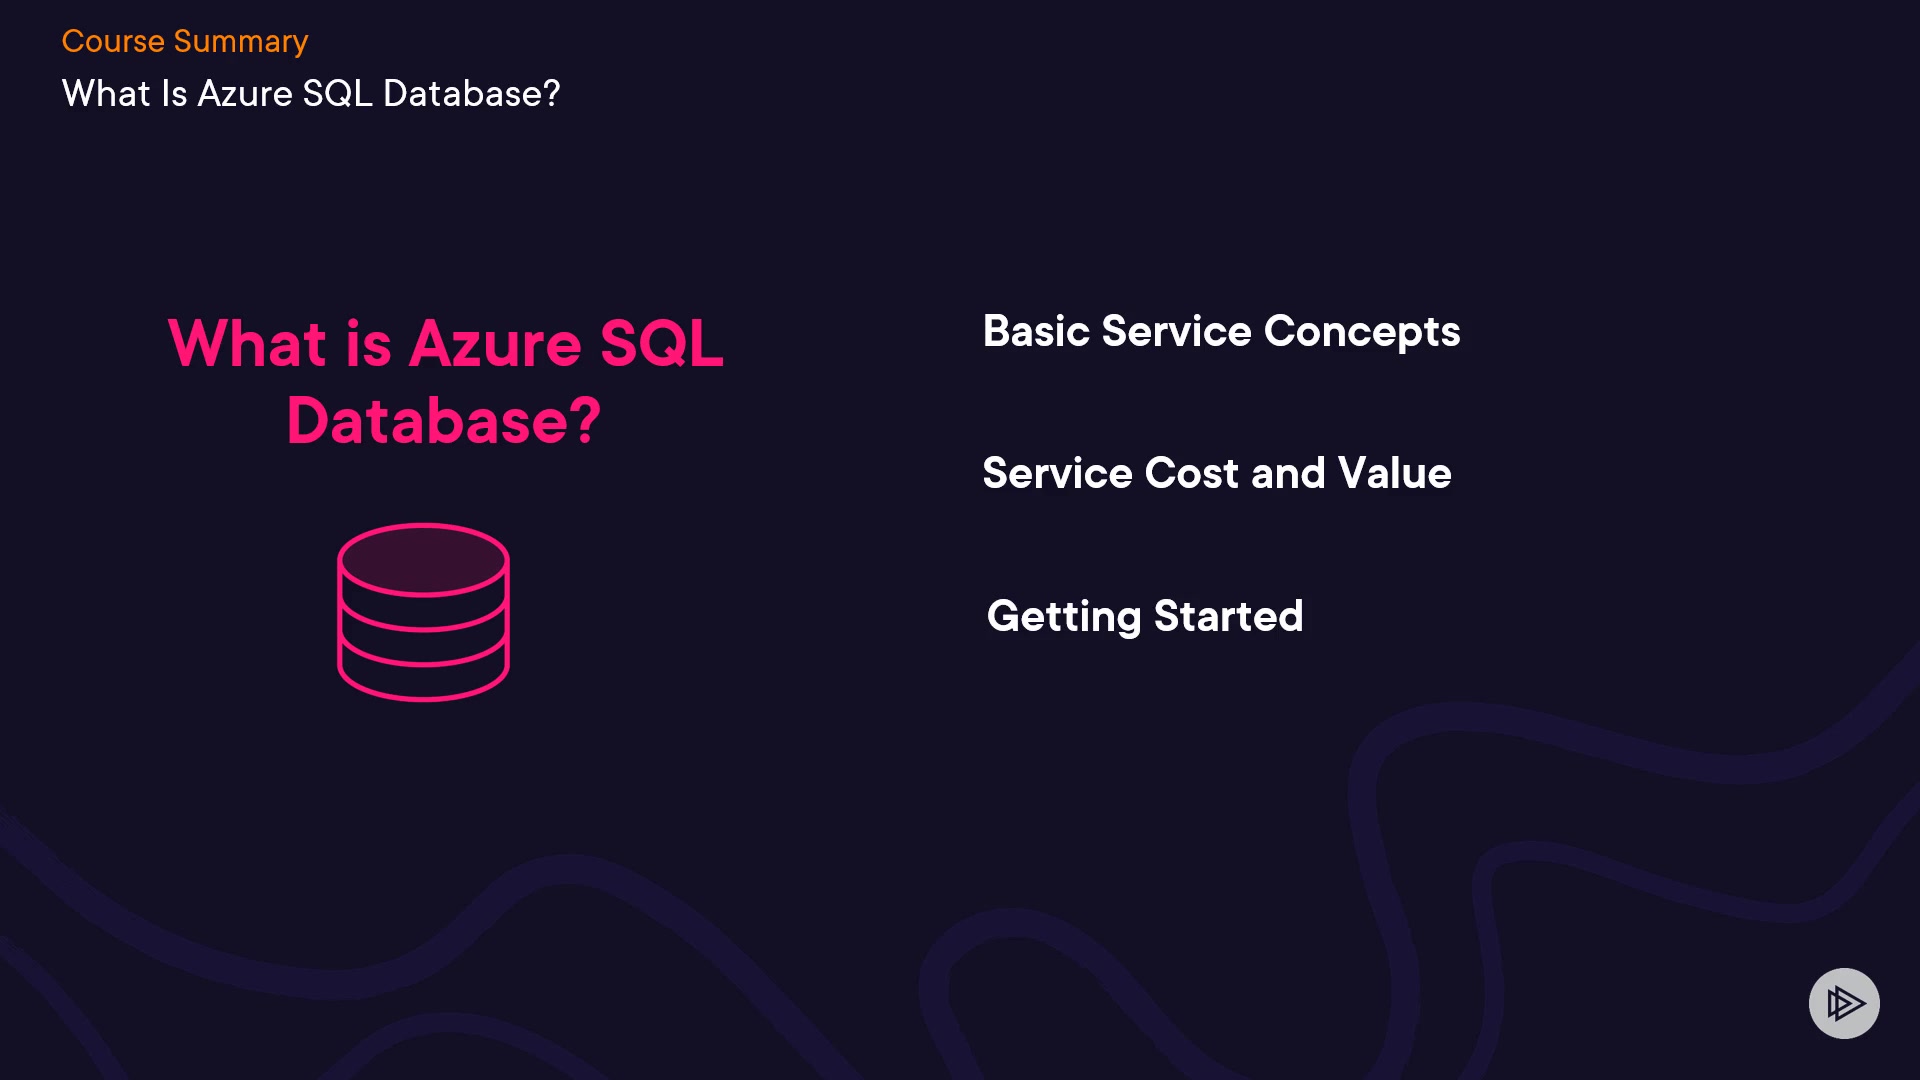 Course Summary
What Is Azure SQL Database?
What is Azure SQL
Database?
Basic Service Concepts
Service Cost and Value
Getting Started